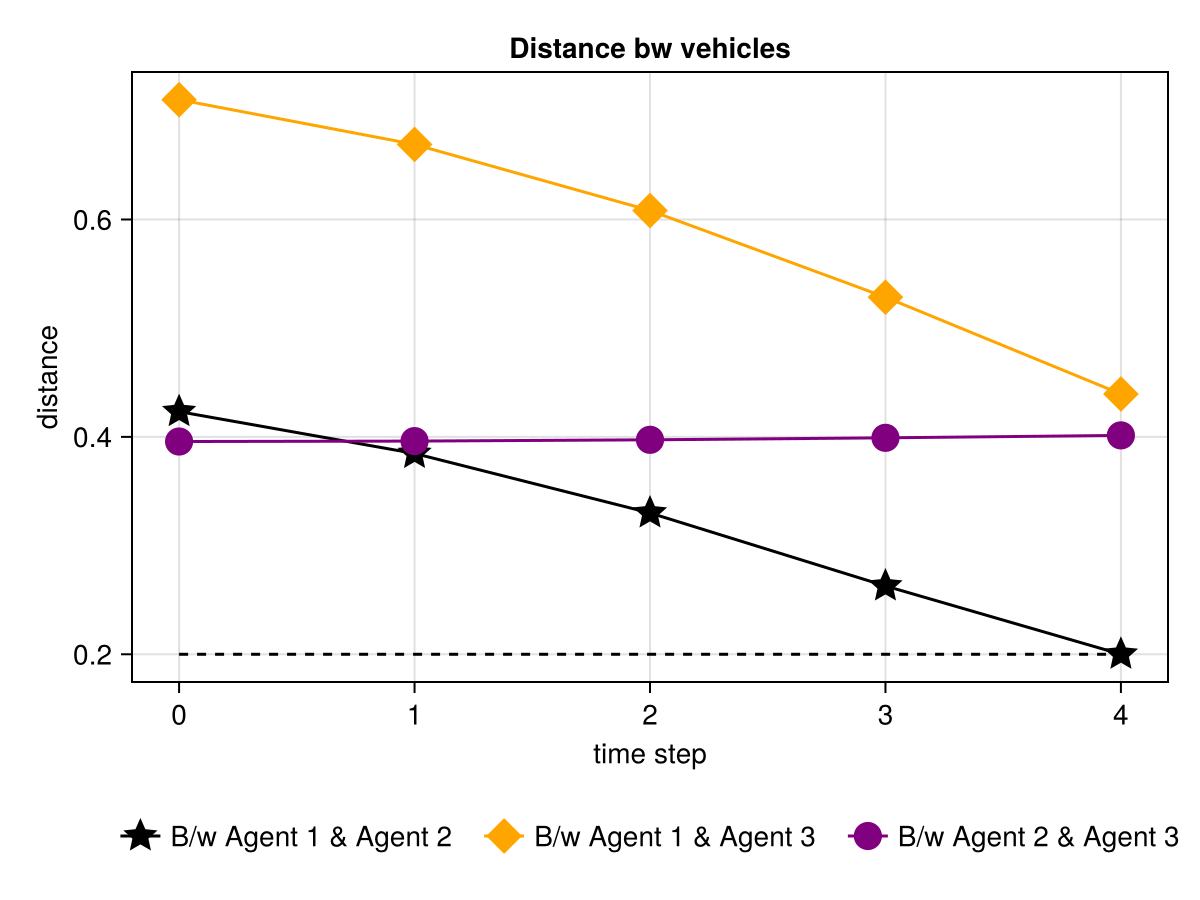 Distance bw vehicles
distance
0.6
0.4
0.2
0 1 2 3 4
time step
B/w Agent 1 & Agent 2 B/w Agent 1 & Agent 3 B/w Agent 2 & Agent 3